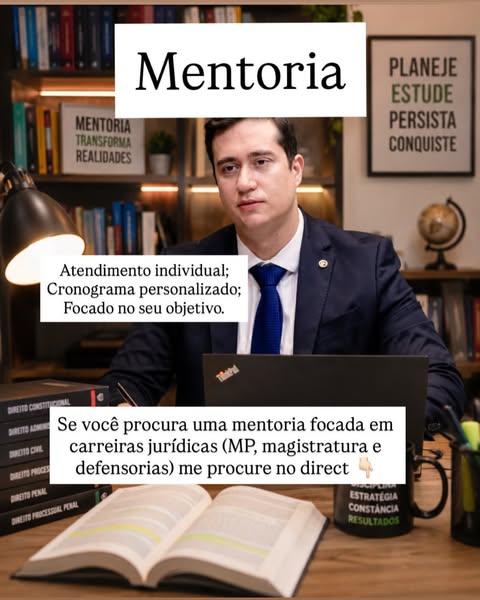 Mentoria
MENTORIA
TRANSFORMA
REALIDADES
PLANEJE
ESTUDE
PERSISTA
CONQUISTE
Atendimento individual;
Cronograma personalizado;
Focado no seu objetivo.
ThinkPad
DIREITO CONSTITUCIONAL
DIREITO
DIREITO CIVIL
DIREITO
DIREITO PENAL
DIREITO PROCESSUAL PENAL
Se você procura uma mentoria focada em
carreiras jurídicas (MP, magistratura e
defensorias) me procure no direct 👇🏻
DISCIPLINA
ESTRATÉGIA
CONSTÂNCIA
RESULTADOS